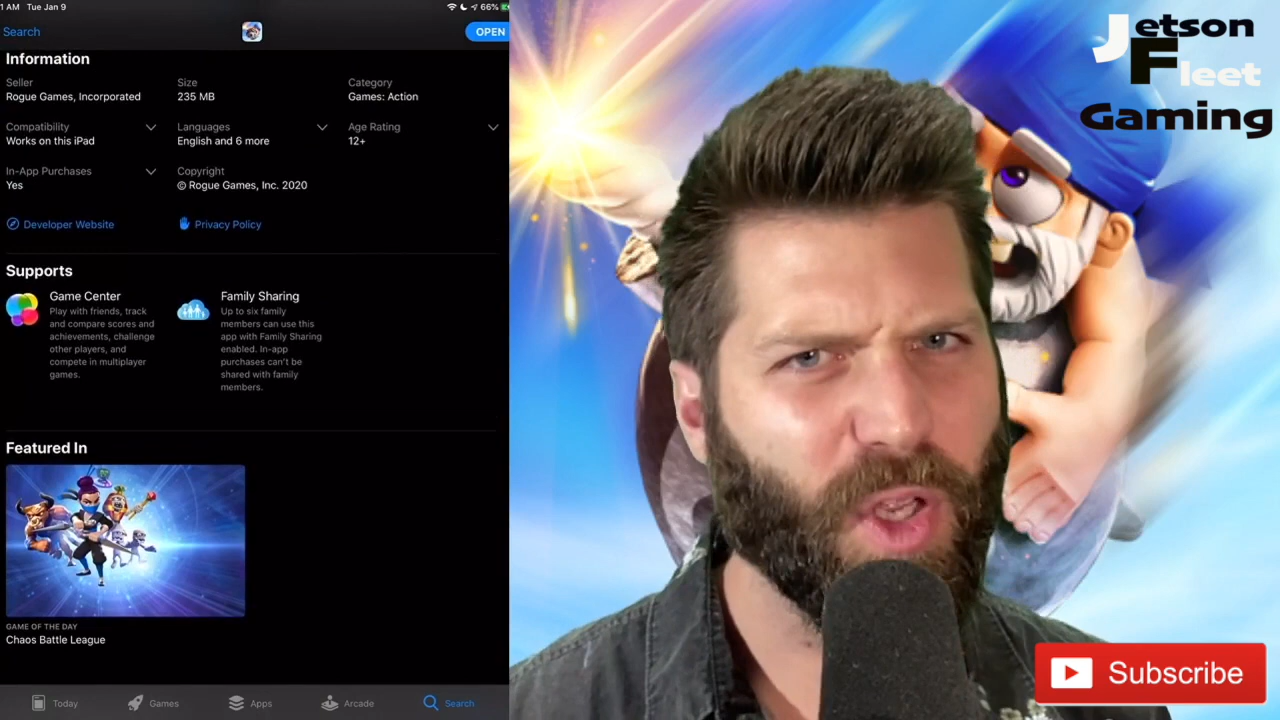 1 AM Tue Jan 9
66%
Search
OPEN
Information
Seller
Rogue Games, Incorporated
Size
235 MB
Category
Games: Action
Compatibility
Works on this iPad
Languages
English and 6 more
Age Rating
12+
In-App Purchases
Yes
Copyright
© Rogue Games, Inc. 2020
Developer Website
Privacy Policy
Supports
Game Center
Play with friends, track
and compare scores and
achievements, challenge
other players, and
compete in multiplayer
games.
Family Sharing
Up to six family
members can use this
app with Family Sharing
enabled. In-app
purchases can't be
shared with family
members.
Featured In
GAME OF THE DAY
Chaos Battle League
Today
Games
Apps
Arcade
Search
Jetson
Fleet
Gaming
Subscribe